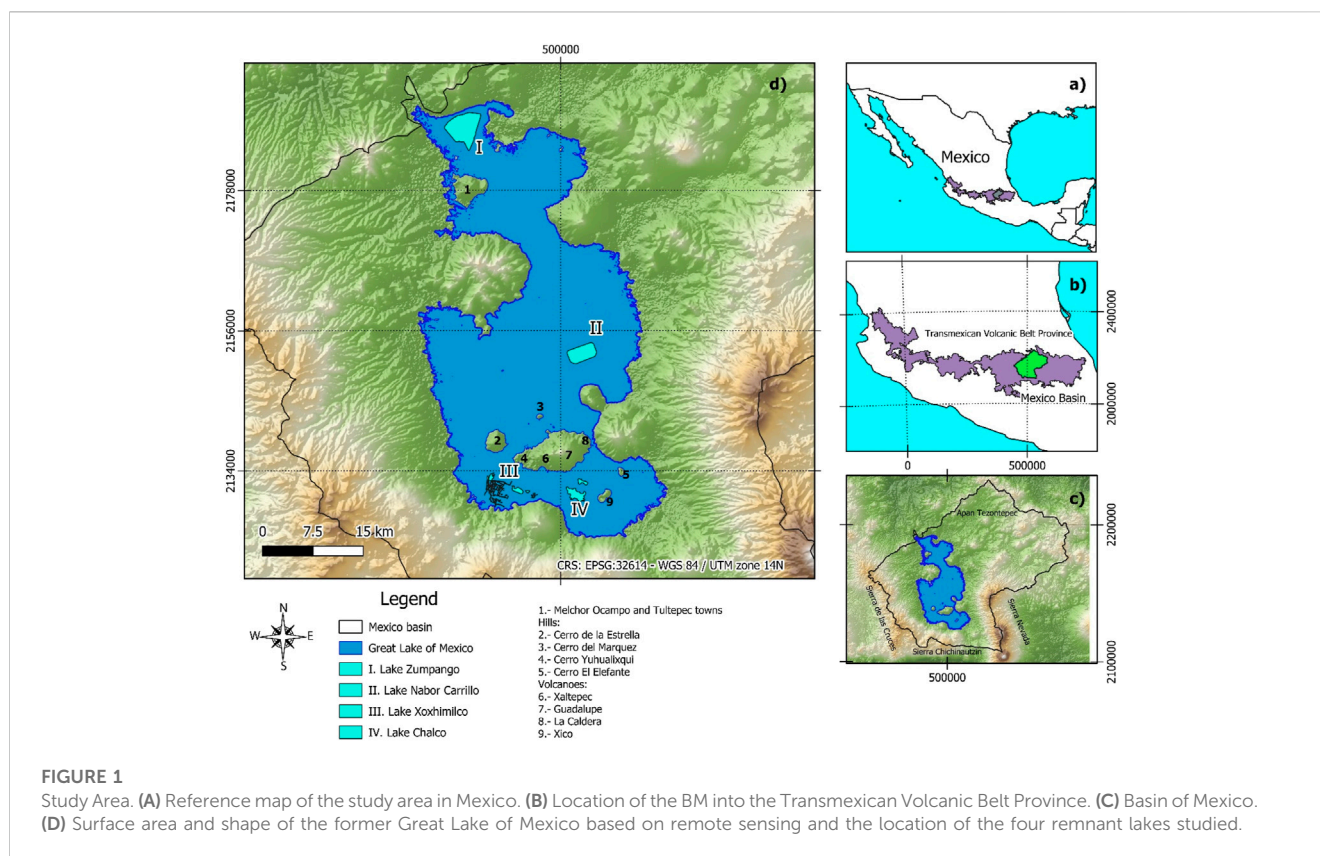 500000
d)
I
1
2178000
2156000
II
3
2
8
7
4
6
III
5
9
IV
2134000
0 7.5 15 km
CRS: EPSG:32614 - WGS 84 / UTM zone 14N
a)
Mexico
b)
Transmexican Volcanic Belt Province
Mexico Basin
2400000
2000000
0 500000
c)
Apan Tezontepec
Sierra de las Cruces
Sierra Nevada
Sierra Chichinautzin
2200000
2100000
500000
N
W E
S
Legend
Mexico basin
Great Lake of Mexico
I. Lake Zumpango
II. Lake Nabor Carrillo
III. Lake Xoxhimilco
IV. Lake Chalco
1.- Melchor Ocampo and Tultepec towns
Hills:
2.- Cerro de la Estrella
3.- Cerro del Marquez
4.- Cerro Yuhualixqui
5.- Cerro El Elefante
Volcanoes:
6.- Xaltepec
7.- Guadalupe
8.- La Caldera
9.- Xico
FIGURE 1
Study Area. (A) Reference map of the study area in Mexico. (B) Location of the BM into the Transmexican Volcanic Belt Province. (C) Basin of Mexico.
(D) Surface area and shape of the former Great Lake of Mexico based on remote sensing and the location of the four remnant lakes studied.